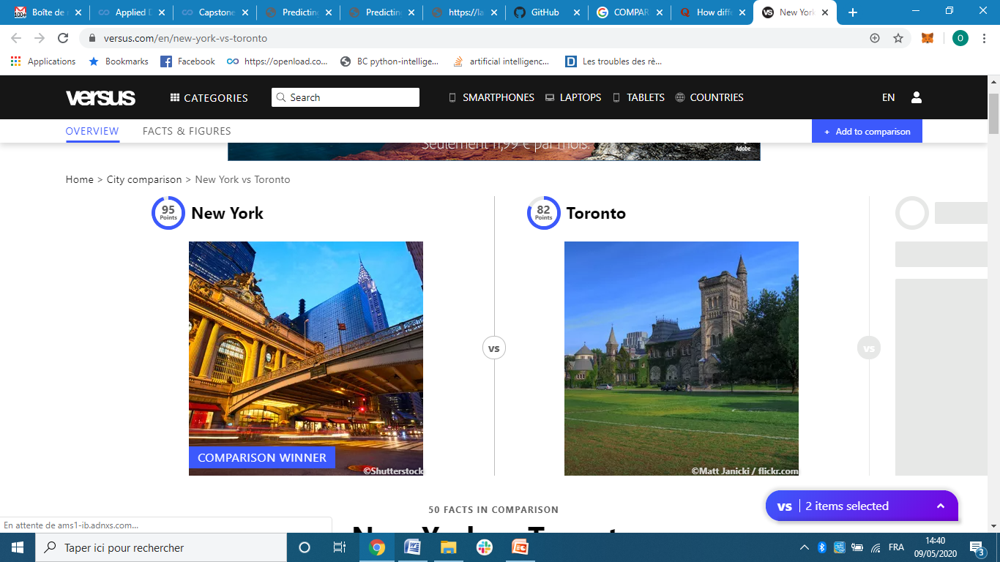 100+ Boîte de r
Applied D
Capstone
Predicting
Predicting
https://la
GitHub
COMPAR
How diffe
VS New York
versus.com/en/new-york-vs-toronto
O
Applications
Bookmarks
Facebook
https://openload.co...
BC python-intellige...
artificial intelligenc...
Les troubles des rè...
versus
CATEGORIES
Search
SMARTPHONES
LAPTOPS
TABLETS
COUNTRIES
EN
OVERVIEW
FACTS & FIGURES
+ Add to comparison
Seulement 11,99 € par mois.
Adobe
Home > City comparison > New York vs Toronto
95 Points
New York
82 Points
Toronto
vs
vs
COMPARISON WINNER
©Shutterstock
©Matt Janicki / flickr.com
50 FACTS IN COMPARISON
New York vs Toronto
vs 2 items selected
En attente de ams1-ib.adnxs.com...
Taper ici pour rechercher
FRA
14:40
09/05/2020
3